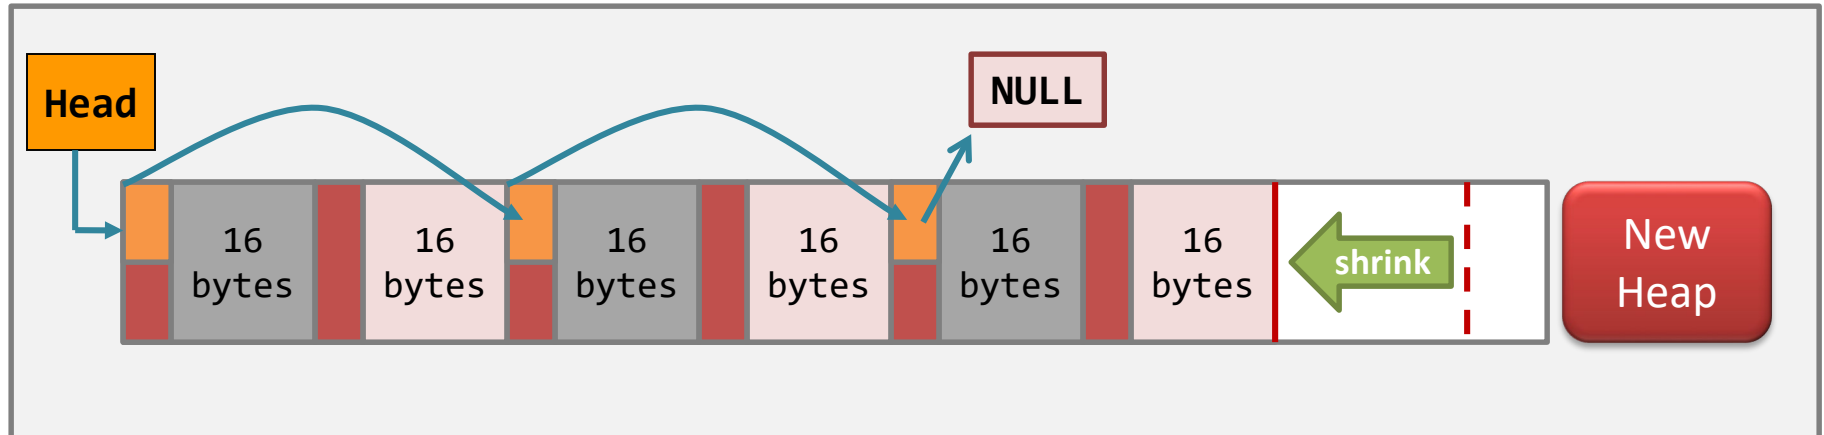 Head
NULL
16
bytes
16
bytes
16
bytes
16
bytes
16
bytes
16
bytes
shrink
New
Heap